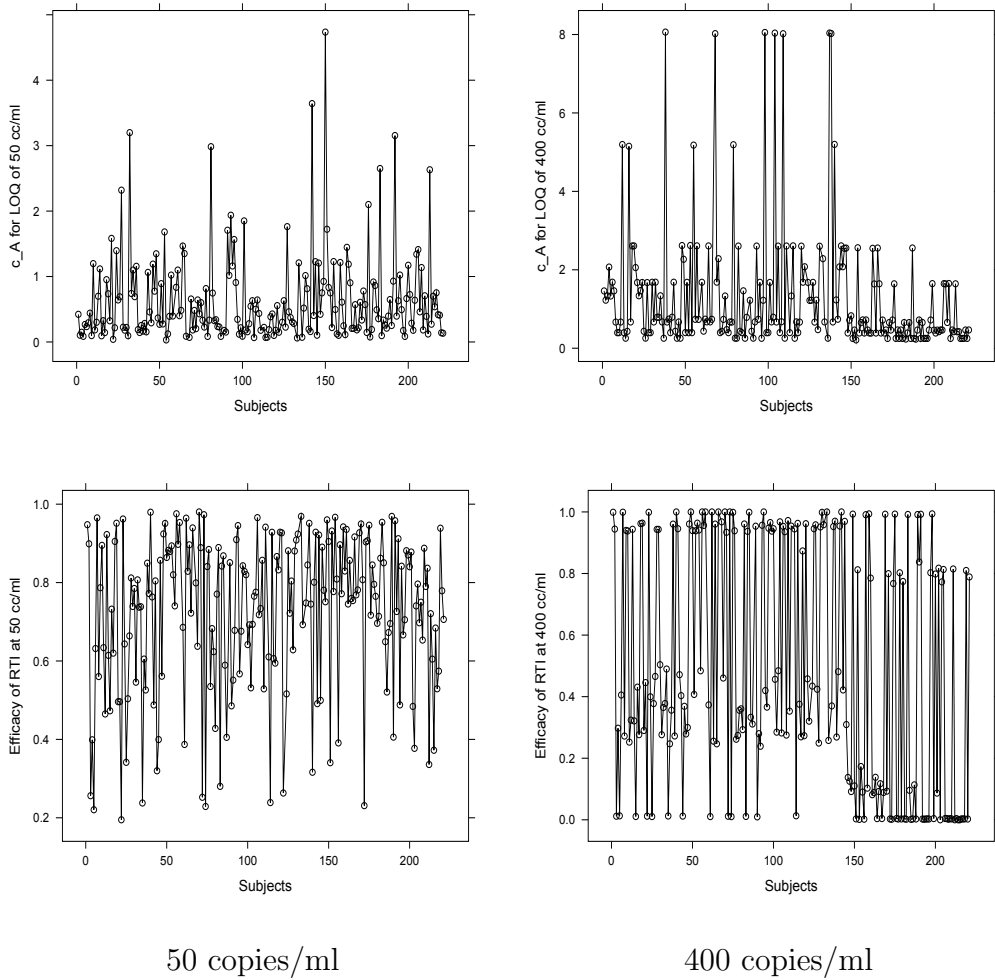 c_A for LOQ of 50 cc/ml
4
3
2
1
0
0 50 100 150 200
Subjects
c_A for LOQ of 400 cc/ml
8
6
4
2
0
0 50 100 150 200
Subjects
Efficacy of RTI at 50 cc/ml
1.0
0.8
0.6
0.4
0.2
0 50 100 150 200
Subjects
Efficacy of RTI at 400 cc/ml
1.0
0.8
0.6
0.4
0.2
0.0
0 50 100 150 200
Subjects
50 copies/ml
400 copies/ml